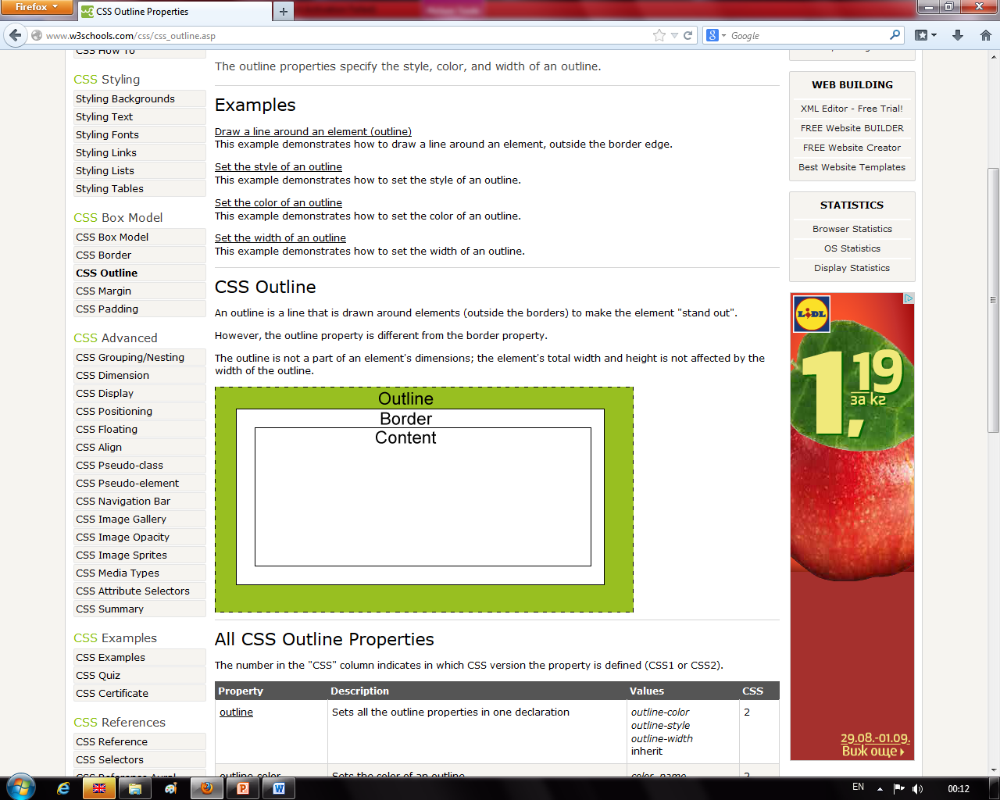 Firefox
CSS Outline Properties
www.w3schools.com/css/css_outline.asp
Google
CSS How To
CSS Styling
Styling Backgrounds
Styling Text
Styling Fonts
Styling Links
Styling Lists
Styling Tables
CSS Box Model
CSS Box Model
CSS Border
CSS Outline
CSS Margin
CSS Padding
CSS Advanced
CSS Grouping/Nesting
CSS Dimension
CSS Display
CSS Positioning
CSS Floating
CSS Align
CSS Pseudo-class
CSS Pseudo-element
CSS Navigation Bar
CSS Image Gallery
CSS Image Opacity
CSS Image Sprites
CSS Media Types
CSS Attribute Selectors
CSS Summary
CSS Examples
CSS Examples
CSS Quiz
CSS Certificate
CSS References
CSS Reference
CSS Selectors
CSS Reference Aural
The outline properties specify the style, color, and width of an outline.
Examples
Draw a line around an element (outline)
This example demonstrates how to draw a line around an element, outside the border edge.
Set the style of an outline
This example demonstrates how to set the style of an outline.
Set the color of an outline
This example demonstrates how to set the color of an outline.
Set the width of an outline
This example demonstrates how to set the width of an outline.
CSS Outline
An outline is a line that is drawn around elements (outside the borders) to make the element "stand out".
However, the outline property is different from the border property.
The outline is not a part of an element's dimensions; the element's total width and height is not affected by the
width of the outline.
Outline
Border
Content
All CSS Outline Properties
The number in the "CSS" column indicates in which CSS version the property is defined (CSS1 or CSS2).
Property Description Values CSS
outline Sets all the outline properties in one declaration outline-color 2
outline-style
outline-width
inherit
outline-color Sets the color of an outline color_name 2
WEB BUILDING
XML Editor - Free Trial!
FREE Website BUILDER
FREE Website Creator
Best Website Templates
STATISTICS
Browser Statistics
OS Statistics
Display Statistics
LIDL
1,19
за кг
29.08.-01.09.
Виж още
EN
00:12